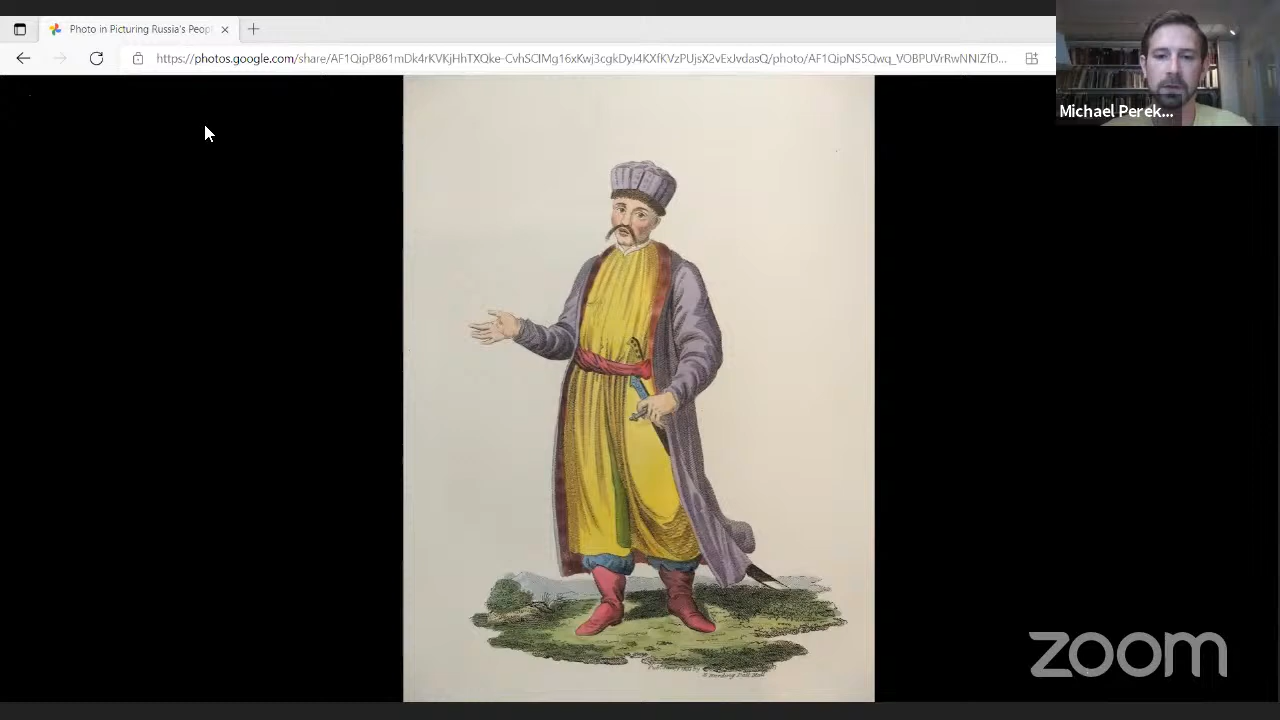 Photo in Picturing Russia's Peopl
https://photos.google.com/share/AF1QipP861mDk4rKVKjHhTXQke-CvhSClMg16xKwj3cgkDyJ4KXfKVzPUjsX2vExJvdasQ/photo/AF1QipNS5Qwq_VOBPUVrRwNNIZfD...
Michael Perek...
zoom